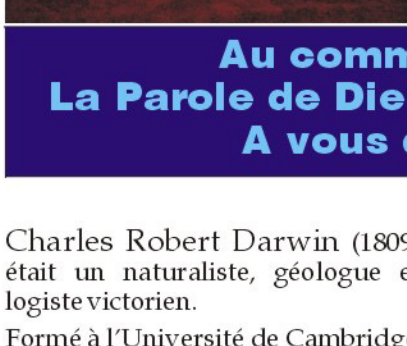 Au comm
La Parole de Die
A vous
Charles Robert Darwin (1809
était un naturaliste, géologue e
logiste victorien.
Formé à l'Université de Cambridge